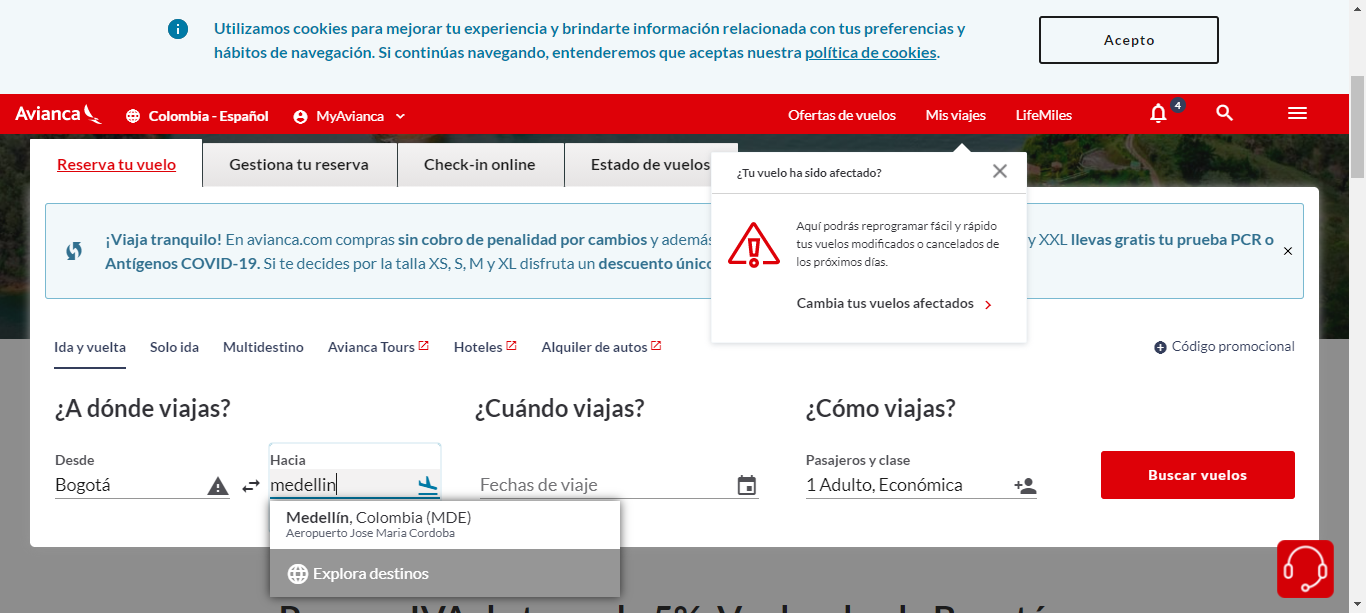 Utilizamos cookies para mejorar tu experiencia y brindarte información relacionada con tus preferencias y
hábitos de navegación. Si continúas navegando, entenderemos que aceptas nuestra política de cookies.
Acepto
Avianca
Colombia - Español
MyAvianca
Ofertas de vuelos
Mis viajes
LifeMiles
4
Reserva tu vuelo
Gestiona tu reserva
Check-in online
Estado de vuelos
¿Tu vuelo ha sido afectado?
Aquí podrás reprogramar fácil y rápido
tus vuelos modificados o cancelados de
los próximos días.
Cambia tus vuelos afectados
¡Viaja tranquilo! En avianca.com compras sin cobro de penalidad por cambios y además y XXL llevas gratis tu prueba PCR o
Antígenos COVID-19. Si te decides por la talla XS, S, M y XL disfruta un descuento único
Ida y vuelta
Solo ida
Multidestino
Avianca Tours
Hoteles
Alquiler de autos
Código promocional
¿A dónde viajas?
¿Cuándo viajas?
¿Cómo viajas?
Desde
Bogotá
Hacia
medellin
Fechas de viaje
Pasajeros y clase
1 Adulto, Económica
Buscar vuelos
Medellín, Colombia (MDE)
Aeropuerto Jose Maria Cordoba
Explora destinos